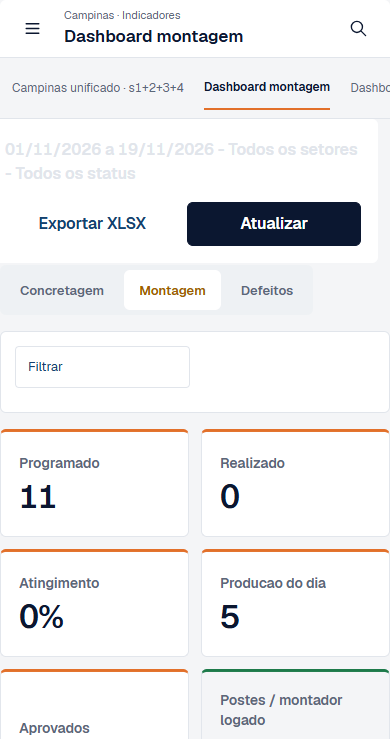 Campinas · Indicadores
Dashboard montagem
Campinas unificado · s1+2+3+4
Dashboard montagem
Dashbo
01/11/2026 a 19/11/2026 - Todos os setores
- Todos os status
Exportar XLSX
Atualizar
Concretagem
Montagem
Defeitos
Filtrar
Programado
11
Realizado
0
Atingimento
0%
Producao do dia
5
Aprovados
Postes / montador
logado